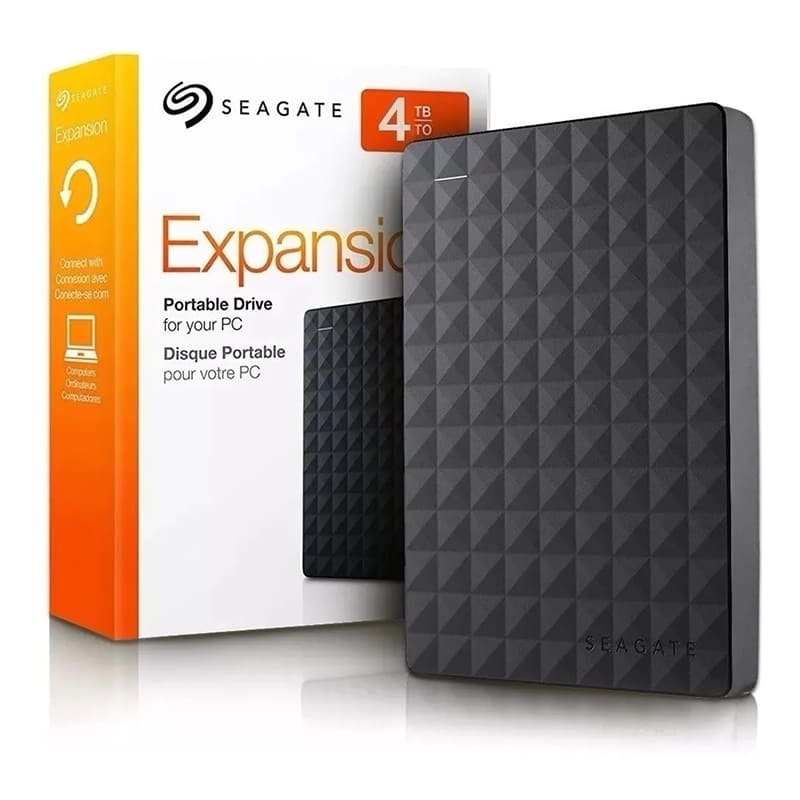 SEAGATE
Expansion
Connect with
Connexion avec
Conecte-se com
Computers
Ordinateurs
Computadores
SEAGATE
4 TB
TO
Expansio
Portable Drive
for your PC
Disque Portable
pour votre PC
SEAGATE